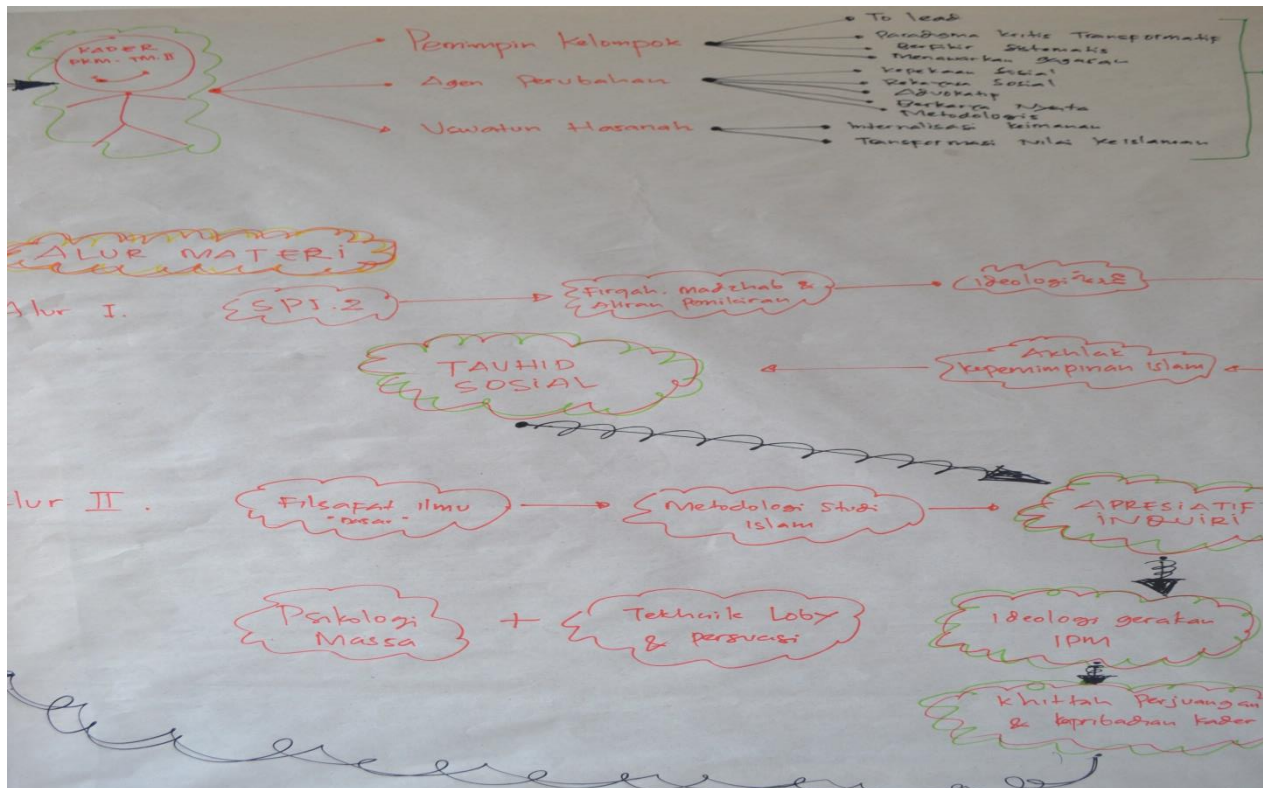 KADER
PKM. TM.II
Pemimpin Kelompok
To lead
Paradigma kritis Transformatif
Berfikir Sistematis
Menawarkan gagasan
Agen Perubahan
Kepekaan Sosial
Rekayasa Sosial
Advokatif
Berkarya Nyata
Metodologis
Uswatun Hasanah
Internalisasi keimanan
Transformasi Nilai keislaman
ALUR MATERI
Alur I.
SPI.2
Firqah. madzhab &
Aliran Pemikiran
Ideologi
TAUHID
SOSIAL
Akhlak
kepemimpinan islam
lur II.
Filsafat ilmu
-Dasar-
Metodologi Studi
Islam
APRESIATIF
INQUIRI
Psikologi
Massa
+
Tekhnik Loby
& persuasi
Ideologi gerakan
IPM
Khittah Perjuangan
& kepribadian kader